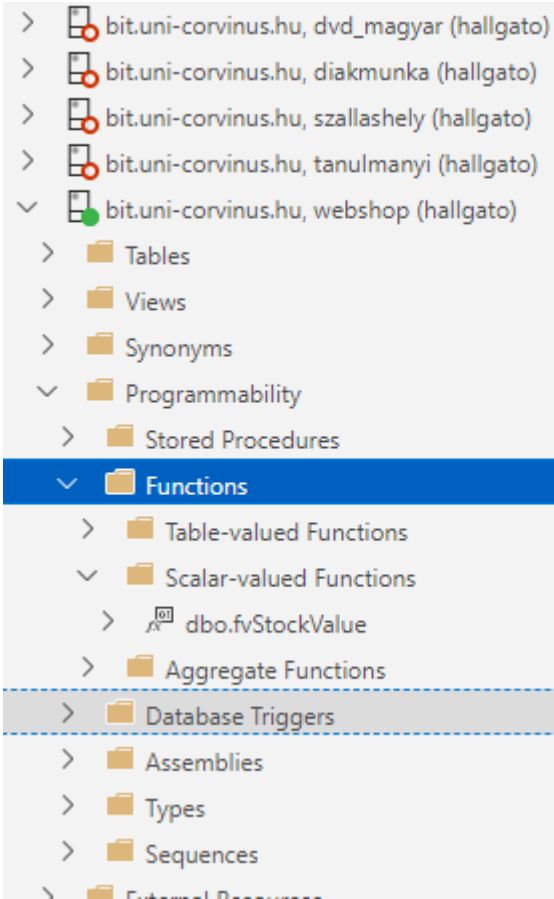 bit.uni-corvinus.hu, dvd_magyar (hallgato)
bit.uni-corvinus.hu, diakmunka (hallgato)
bit.uni-corvinus.hu, szallashely (hallgato)
bit.uni-corvinus.hu, tanulmanyi (hallgato)
bit.uni-corvinus.hu, webshop (hallgato)
Tables
Views
Synonyms
Programmability
Stored Procedures
Functions
Table-valued Functions
Scalar-valued Functions
dbo.fvStockValue
Aggregate Functions
Database Triggers
Assemblies
Types
Sequences
External Resources